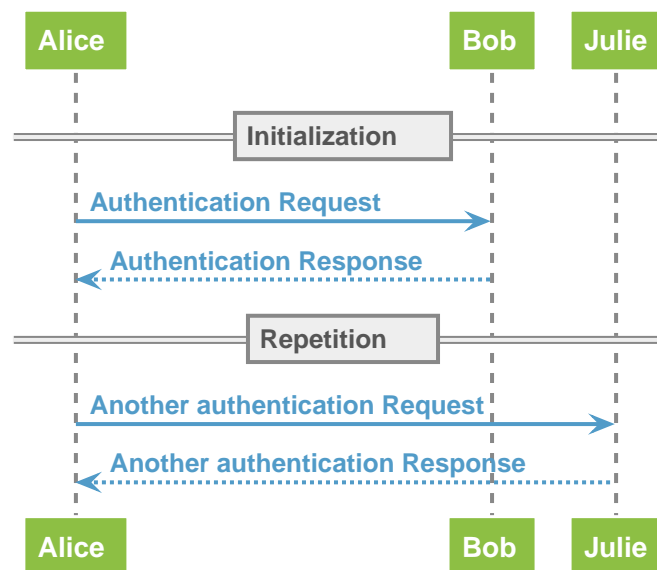 Alice Bob Julie
Initialization
Authentication Request
Authentication Response
Repetition
Another authentication Request
Another authentication Response
Alice Bob Julie